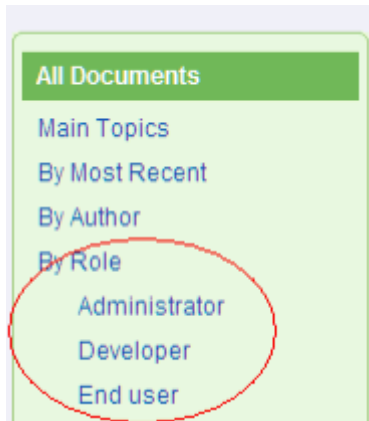 All Documents
Main Topics
By Most Recent
By Author
By Role
Administrator
Developer
End user